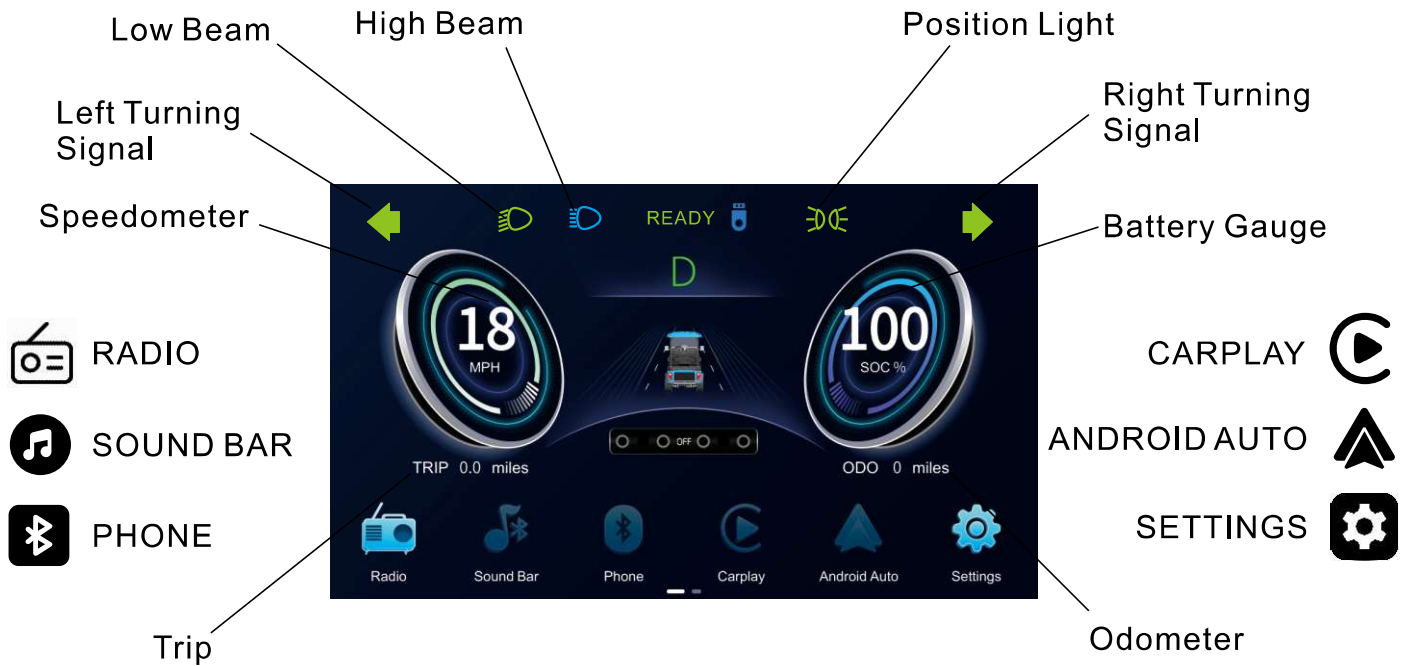 Low Beam
High Beam
Position Light
Left Turning
Signal
Right Turning
Signal
Speedometer
Battery Gauge
READY
D
18
MPH
100
SOC %
RADIO
CARPLAY
SOUND BAR
OFF
ANDROID AUTO
TRIP 0.0 miles
ODO 0 miles
PHONE
SETTINGS
Radio
Sound Bar
Phone
Carplay
Android Auto
Settings
Trip
Odometer